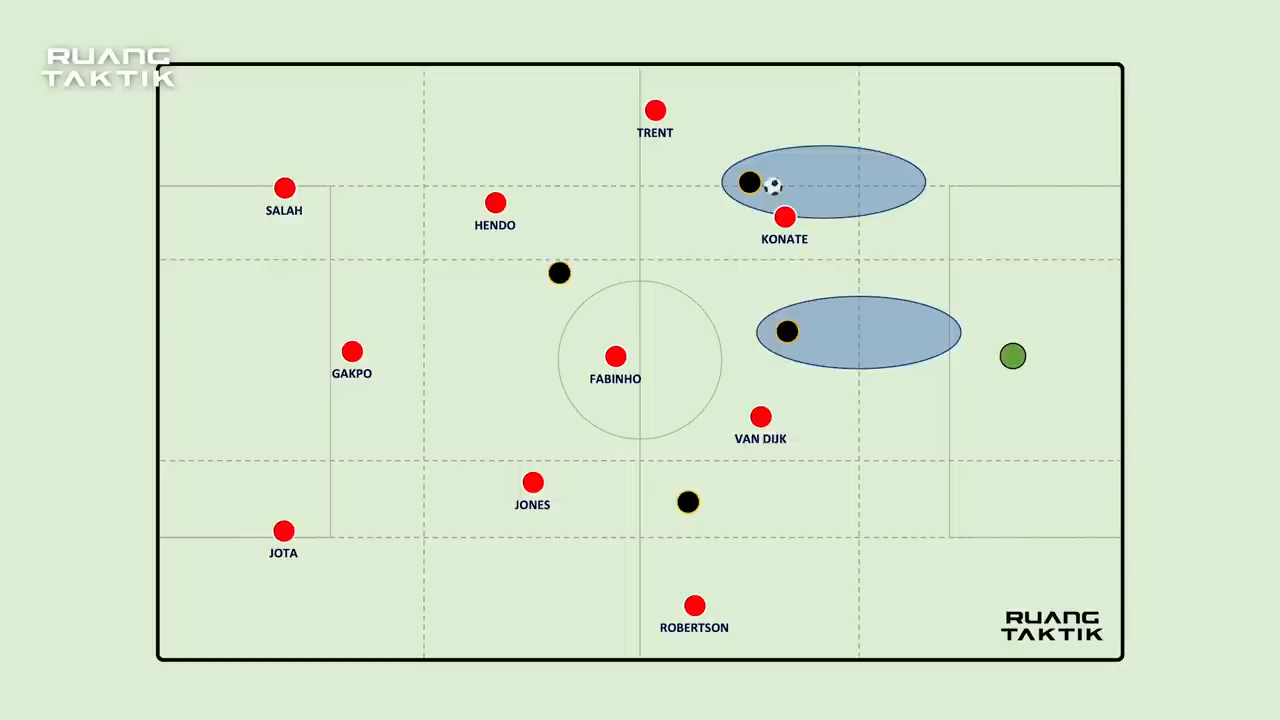 RUANG
TAKTIK
TRENT
SALAH
HENDO
KONATE
GAKPO
FABINHO
VAN DIJK
JONES
JOTA
ROBERTSON
RUANG
TAKTIK